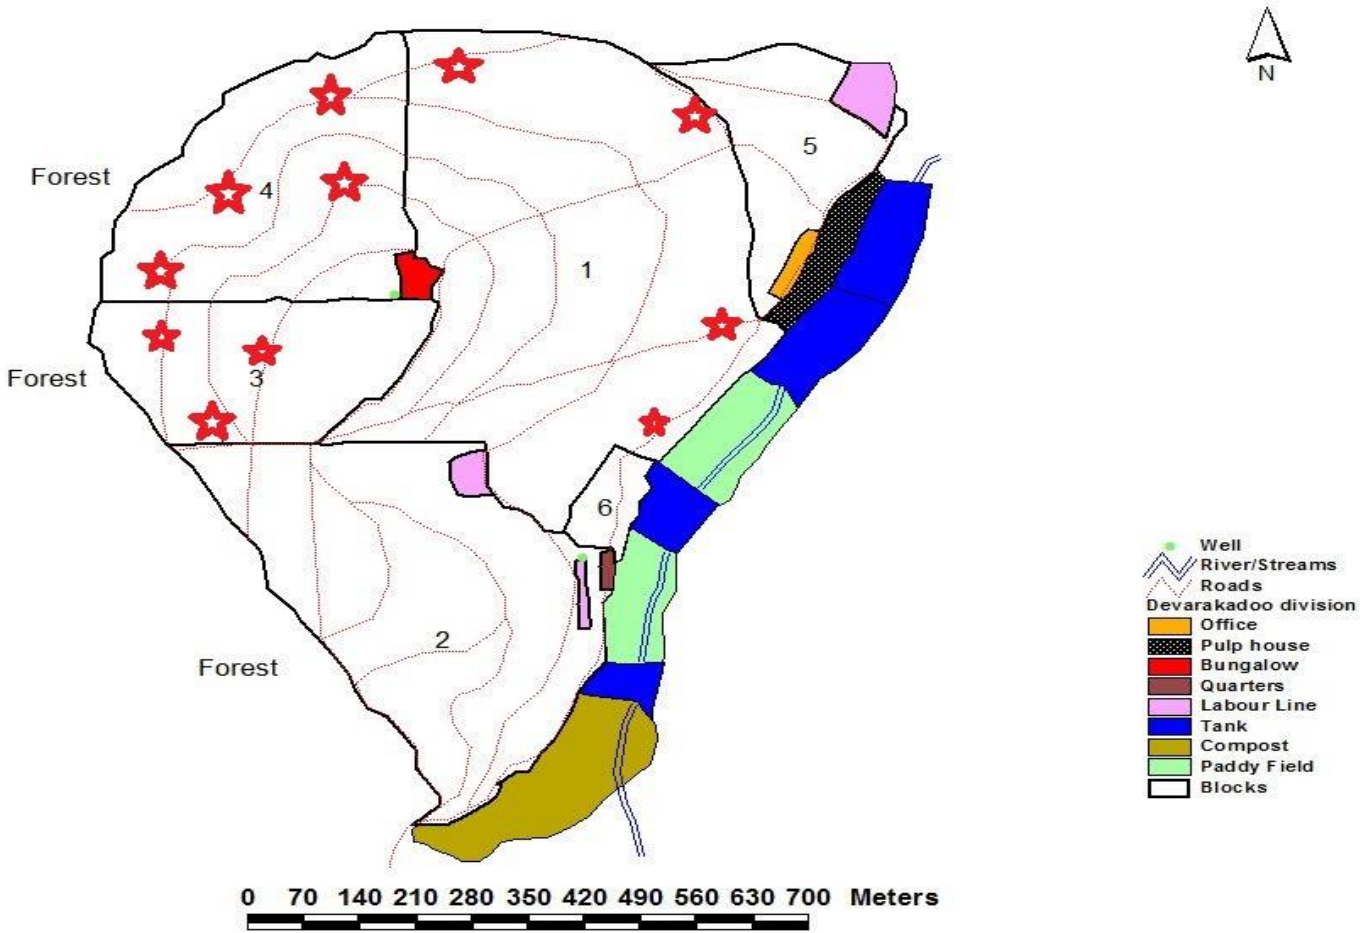 N
5
Forest
4
1
3
Forest
6
2
Forest
Well
River/Streams
Roads
Devarakadoo division
Office
Pulp house
Bungalow
Quarters
Labour Line
Tank
Compost
Paddy Field
Blocks
0 70 140 210 280 350 420 490 560 630 700 Meters